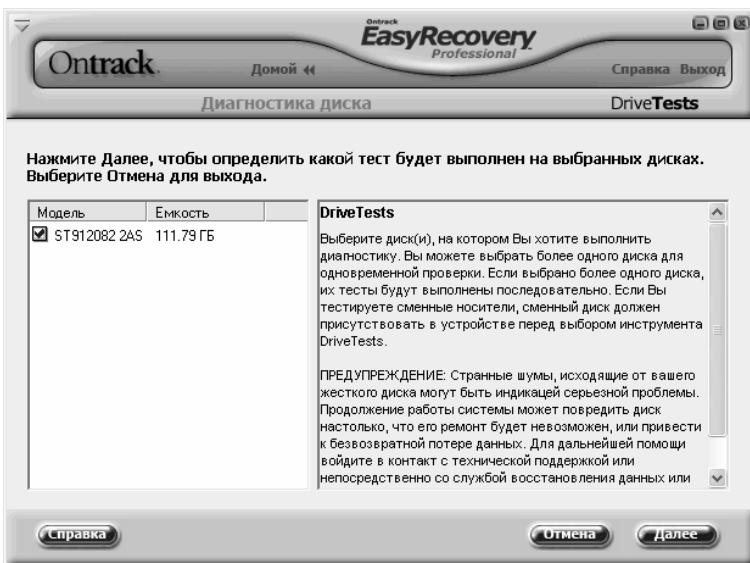 Ontrack
EasyRecovery
Professional
Ontrack.
Домой
Справка Выход
Диагностика диска
DriveTests
Нажмите Далее, чтобы определить какой тест будет выполнен на выбранных дисках.
Выберите Отмена для выхода.
Модель Емкость
ST912082 2AS 111.79 ГБ
DriveTests
Выберите диск(и), на котором Вы хотите выполнить
диагностику. Вы можете выбрать более одного диска для
одновременной проверки. Если выбрано более одного диска,
их тесты будут выполнены последовательно. Если Вы
тестируете сменные носители, сменный диск должен
присутствовать в устройстве перед выбором инструмента
DriveTests.
ПРЕДУПРЕЖДЕНИЕ: Странные шумы, исходящие от вашего
жесткого диска могут быть индикацией серьезной проблемы.
Продолжение работы системы может повредить диск
настолько, что его ремонт будет невозможен, или привести
к безвозвратной потере данных. Для дальнейшей помощи
войдите в контакт с технической поддержкой или
непосредственно со службой восстановления данных или
Справка
Отмена
Далее